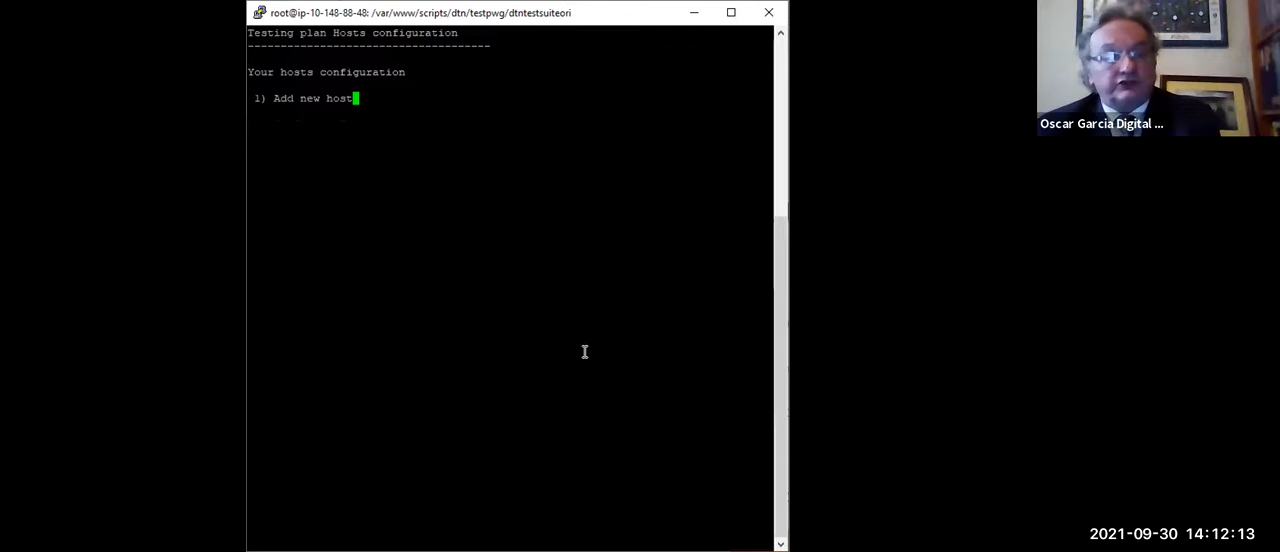 root@ip-10-148-88-48: /var/www/scripts/dtn/testpwg/dtntestsuiteori
Testing plan Hosts configuration
-------------------------------------
Your hosts configuration
1) Add new host
Oscar Garcia Digital ...
2021-09-30 14:12:13